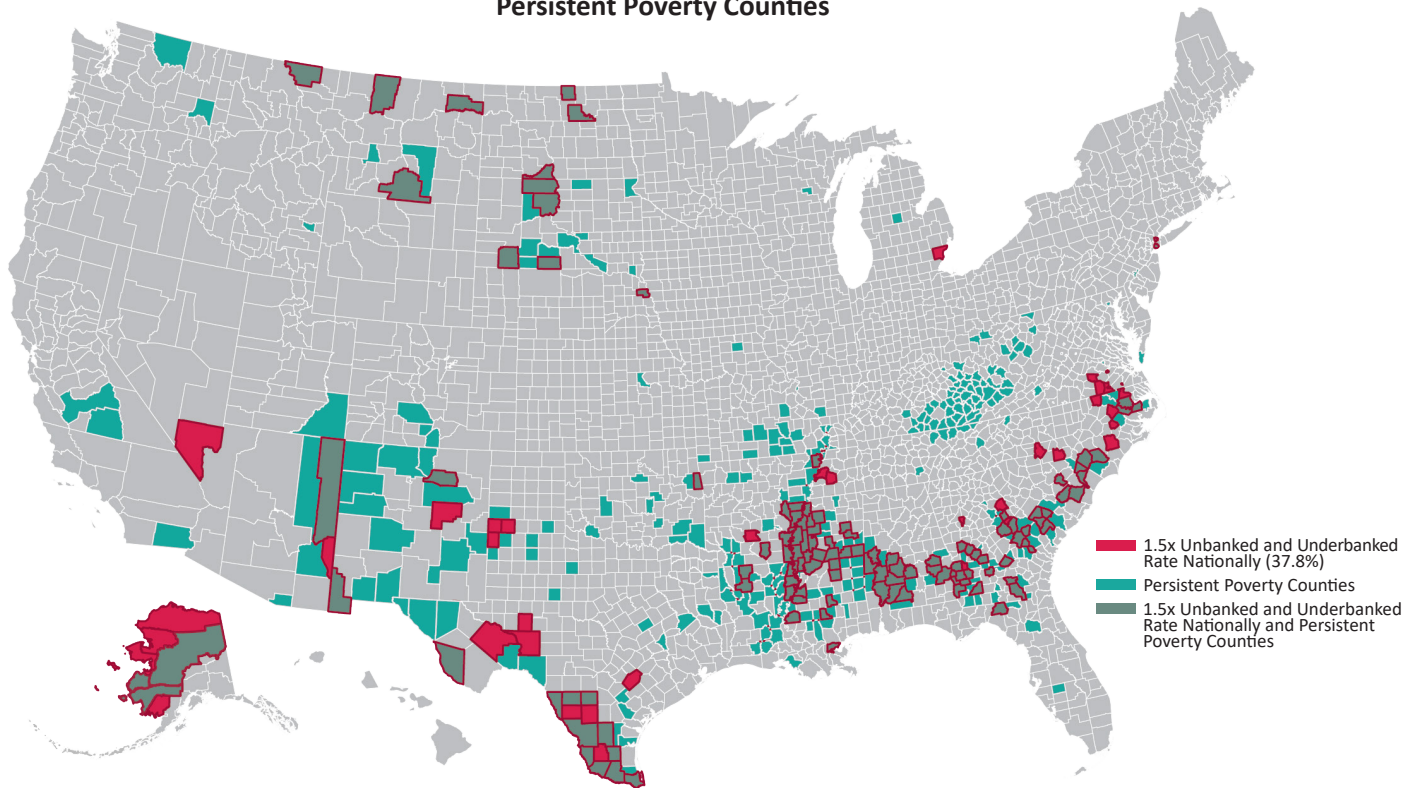 Persistent Poverty Counties
1.5x Unbanked and Underbanked
Rate Nationally (37.8%)
Persistent Poverty Counties
1.5x Unbanked and Underbanked
Rate Nationally and Persistent
Poverty Counties